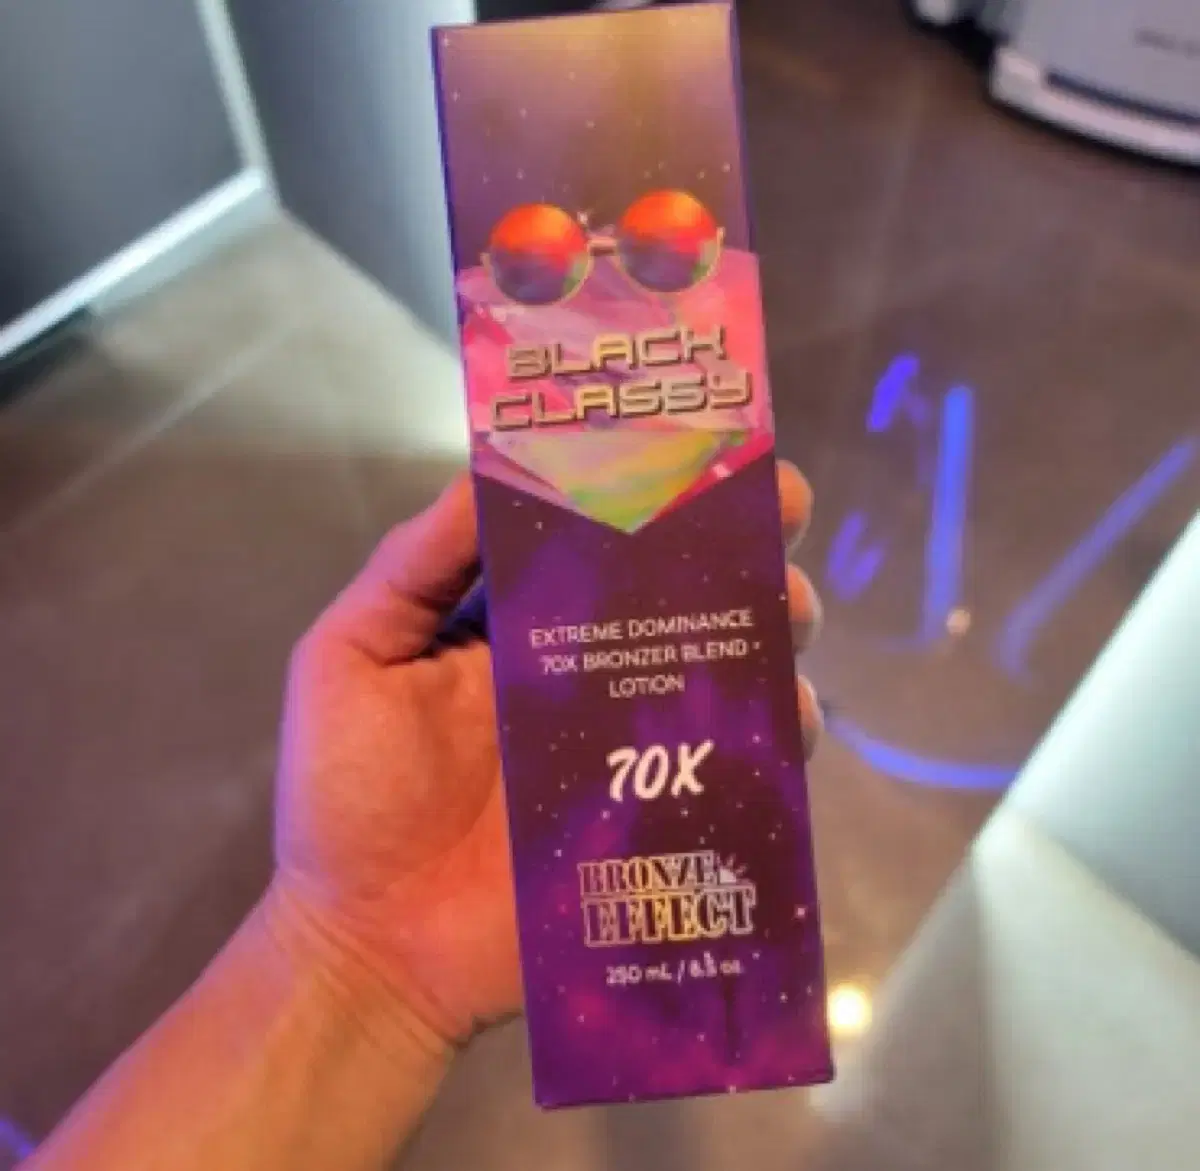 BLACK
CLASSY
EXTREME DOMINANCE
70X BRONZER BLEND
LOTION
70X
BRONZE
EFFECT
250 mL / 8.5 oz